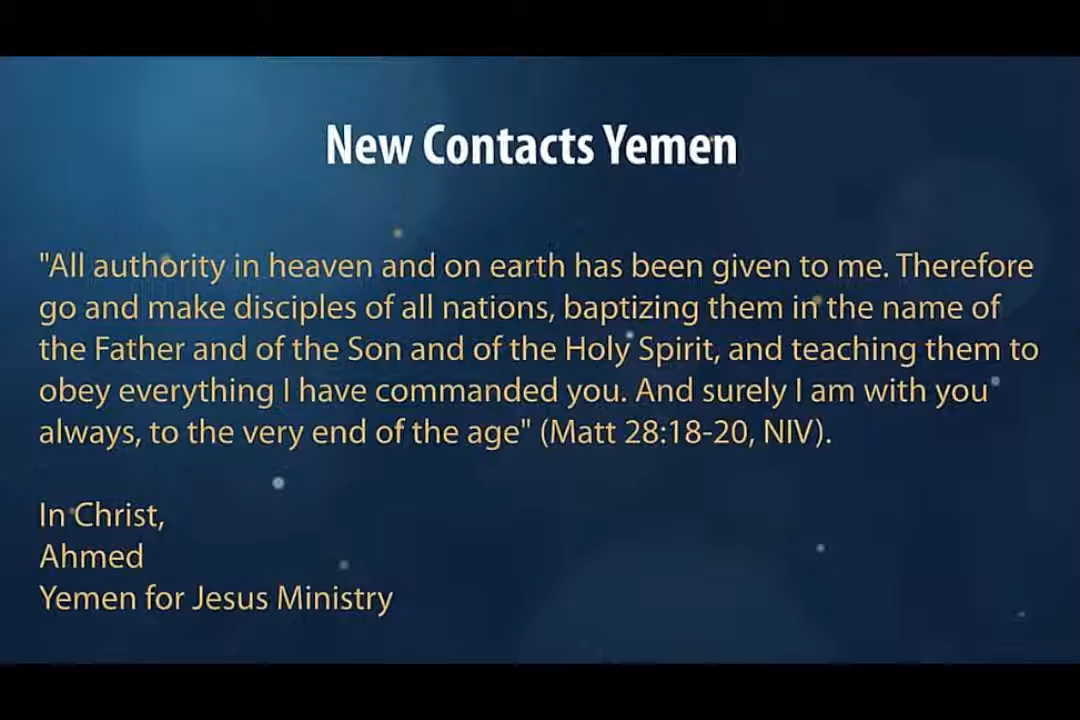 New Contacts Yemen
"All authority in heaven and on earth has been given to me. Therefore
go and make disciples of all nations, baptizing them in the name of
the Father and of the Son and of the Holy Spirit, and teaching them to
obey everything I have commanded you. And surely I am with you
always, to the very end of the age" (Matt 28:18-20, NIV).
In Christ,
Ahmed
Yemen for Jesus Ministry